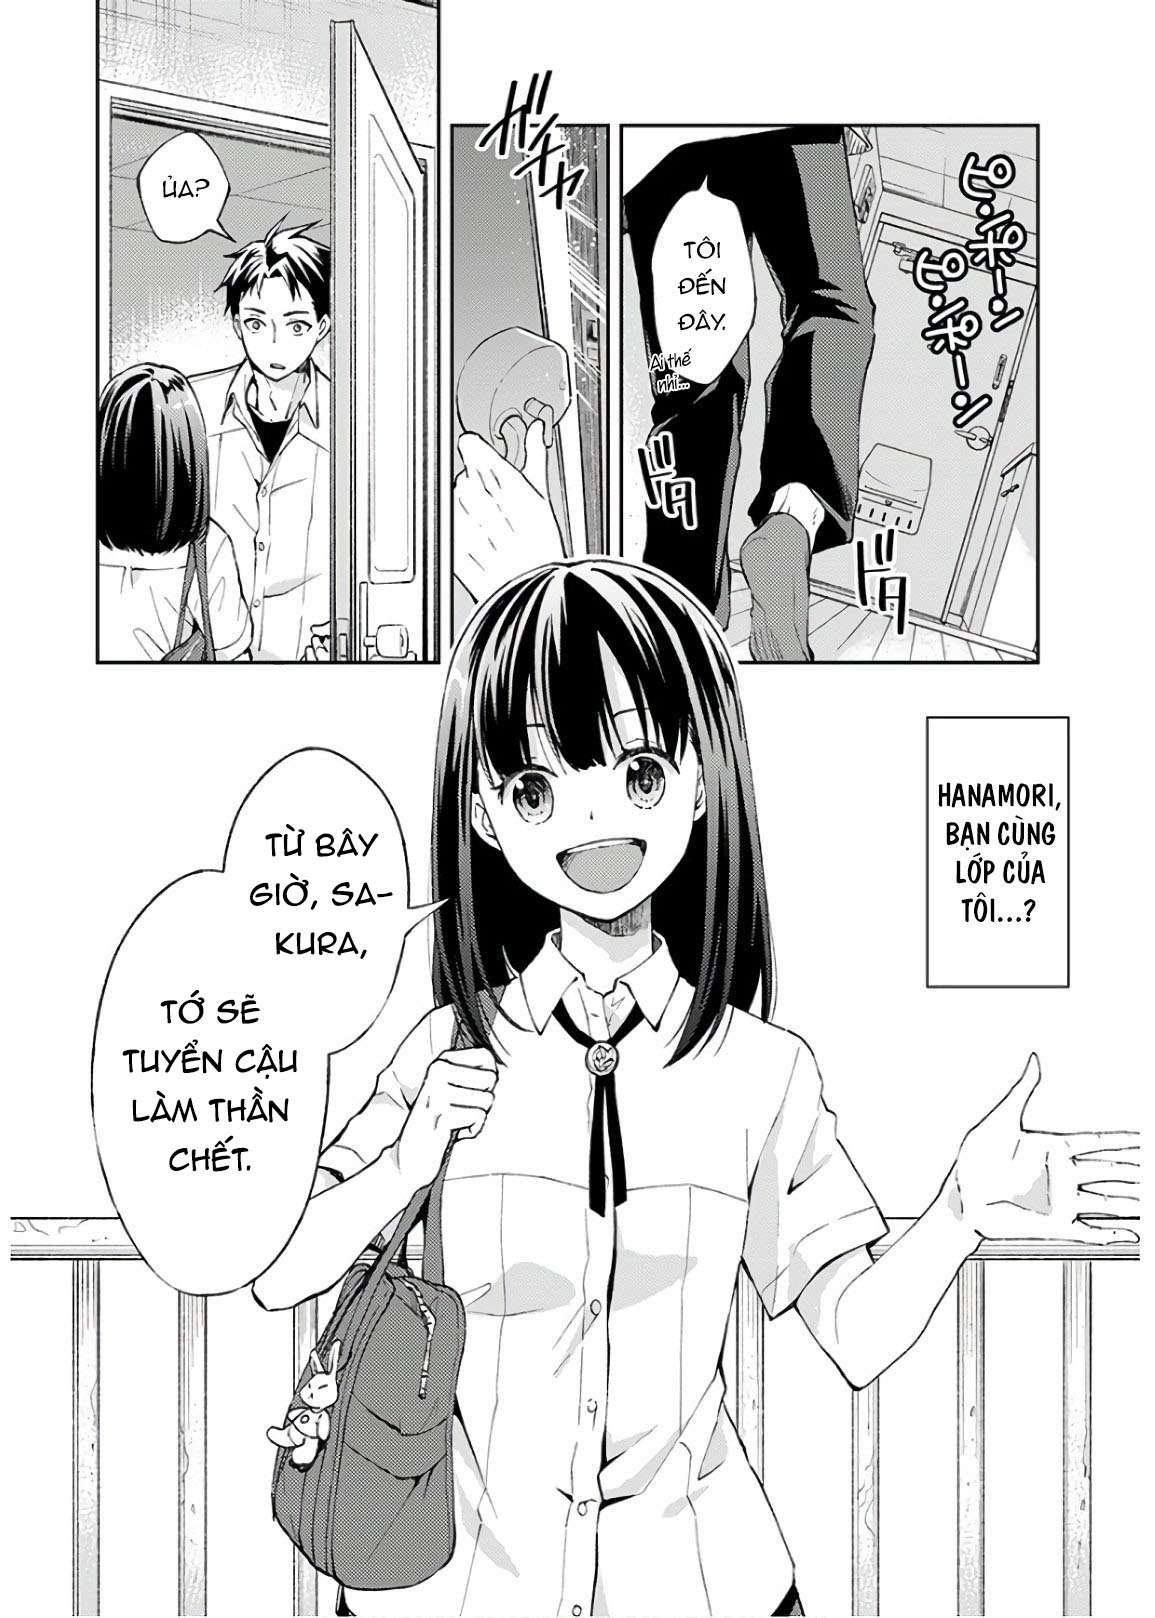 ピンポーン
ピンポーン
TÔI
ĐẾN
ĐÂY.
Ai thế
nhỉ...
ドタ
ドタ
ガチャ
ỦA?
HANAMORI,
BẠN CÙNG
LỚP CỦA
TÔI...?
TỪ BÂY
GIỜ, SA-
KURA,
TỚ SẼ
TUYỂN CẬU
LÀM THẦN
CHẾT.